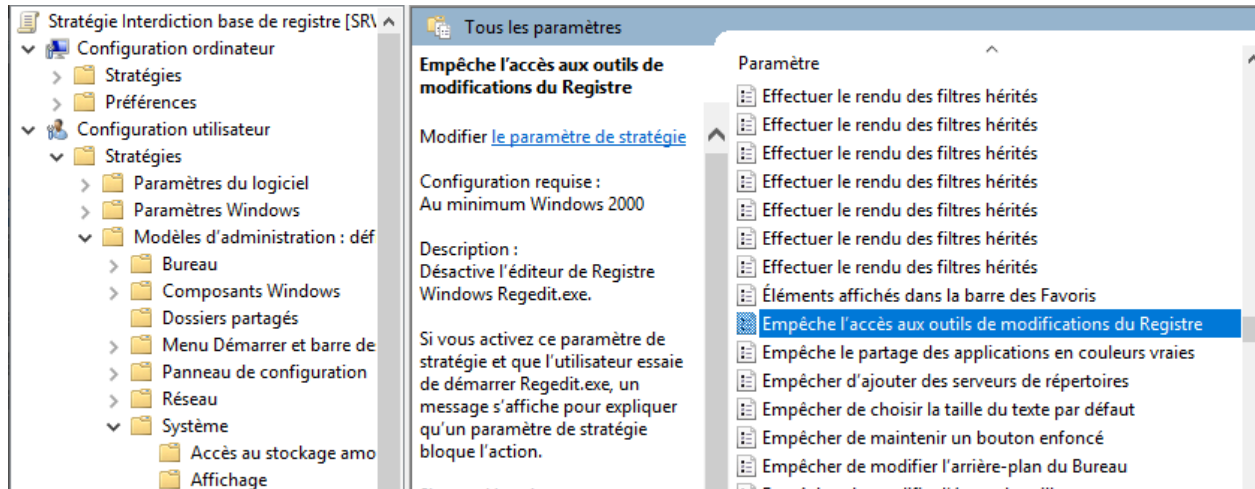 Stratégie Interdiction base de registre [SRV
Configuration ordinateur
Stratégies
Préférences
Configuration utilisateur
Stratégies
Paramètres du logiciel
Paramètres Windows
Modèles d'administration : déf
Bureau
Composants Windows
Dossiers partagés
Menu Démarrer et barre de
Panneau de configuration
Réseau
Système
Accès au stockage amo
Affichage
Tous les paramètres
Empêche l'accès aux outils de
modifications du Registre
Modifier le paramètre de stratégie
Configuration requise :
Au minimum Windows 2000
Description :
Désactive l'éditeur de Registre
Windows Regedit.exe.
Si vous activez ce paramètre de
stratégie et que l'utilisateur essaie
de démarrer Regedit.exe, un
message s'affiche pour expliquer
qu'un paramètre de stratégie
bloque l'action.
Paramètre
Effectuer le rendu des filtres hérités
Effectuer le rendu des filtres hérités
Effectuer le rendu des filtres hérités
Effectuer le rendu des filtres hérités
Effectuer le rendu des filtres hérités
Effectuer le rendu des filtres hérités
Effectuer le rendu des filtres hérités
Éléments affichés dans la barre des Favoris
Empêche l'accès aux outils de modifications du Registre
Empêche le partage des applications en couleurs vraies
Empêcher d'ajouter des serveurs de répertoires
Empêcher de choisir la taille du texte par défaut
Empêcher de maintenir un bouton enfoncé
Empêcher de modifier l'arrière-plan du Bureau